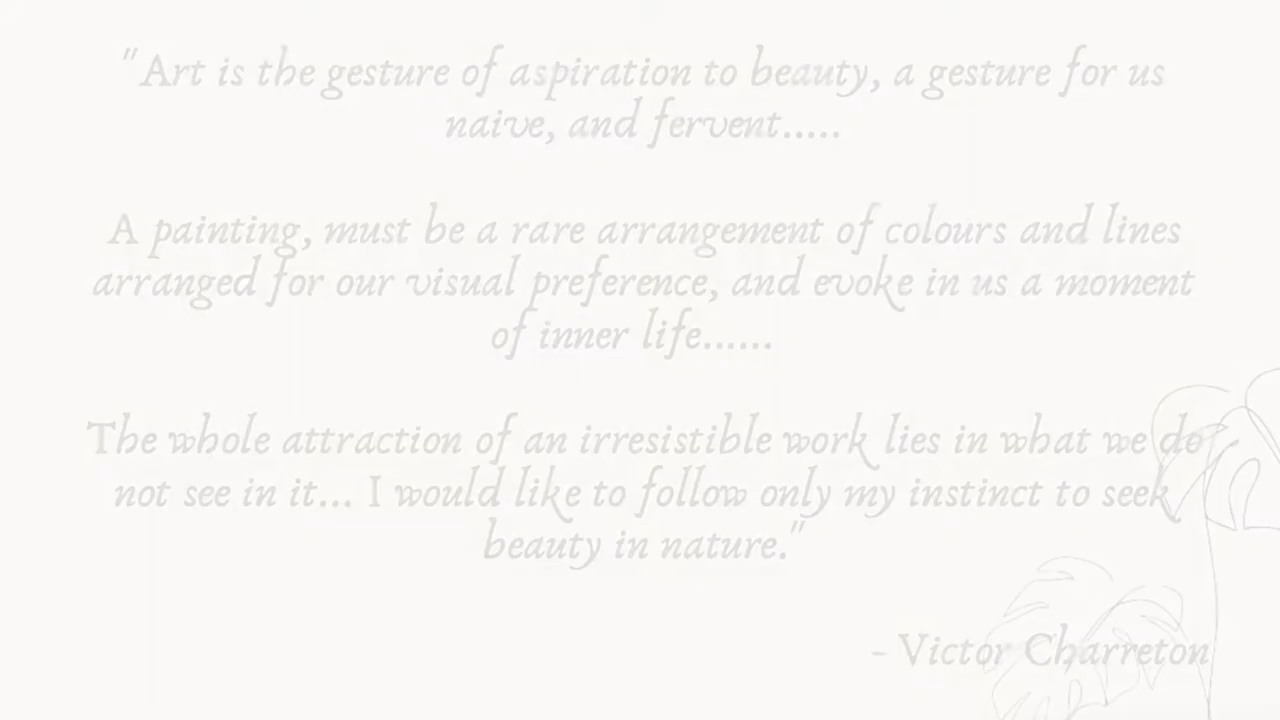 "Art is the gesture of aspiration to beauty, a gesture for us
naive, and fervent.....
A painting, must be a rare arrangement of colours and lines
arranged for our visual preference, and evoke in us a moment
of inner life......
The whole attraction of an irresistible work lies in what we do
not see in it... I would like to follow only my instinct to seek
beauty in nature."
- Victor Charreton